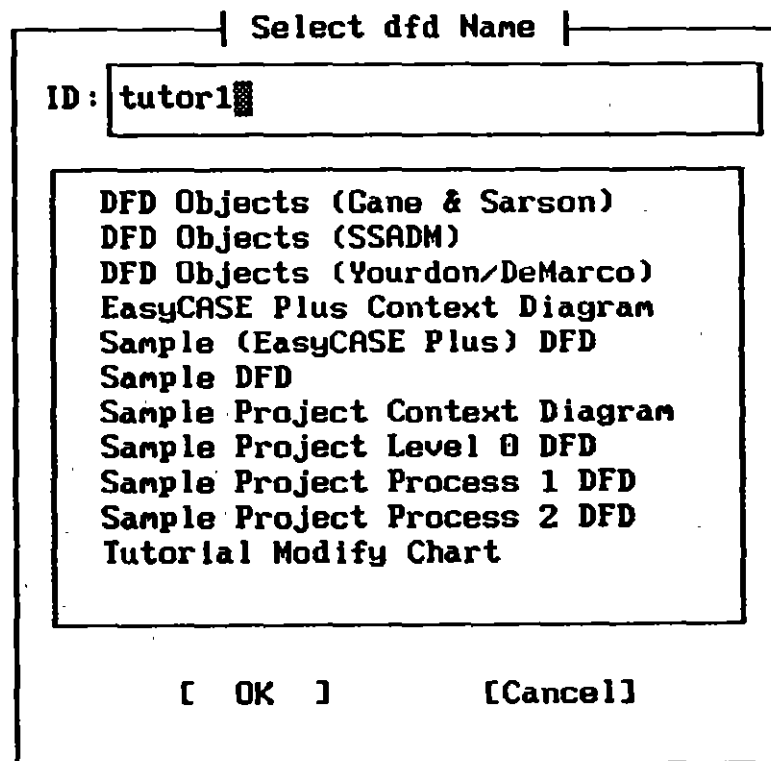 Select dfd Name
ID: tutor1
DFD Objects (Gane & Sarson)
DFD Objects (SSADM)
DFD Objects (Yourdon/DeMarco)
EasyCASE Plus Context Diagram
Sample (EasyCASE Plus) DFD
Sample DFD
Sample Project Context Diagram
Sample Project Level 0 DFD
Sample Project Process 1 DFD
Sample Project Process 2 DFD
Tutorial Modify Chart
[ OK ] [Cancel]